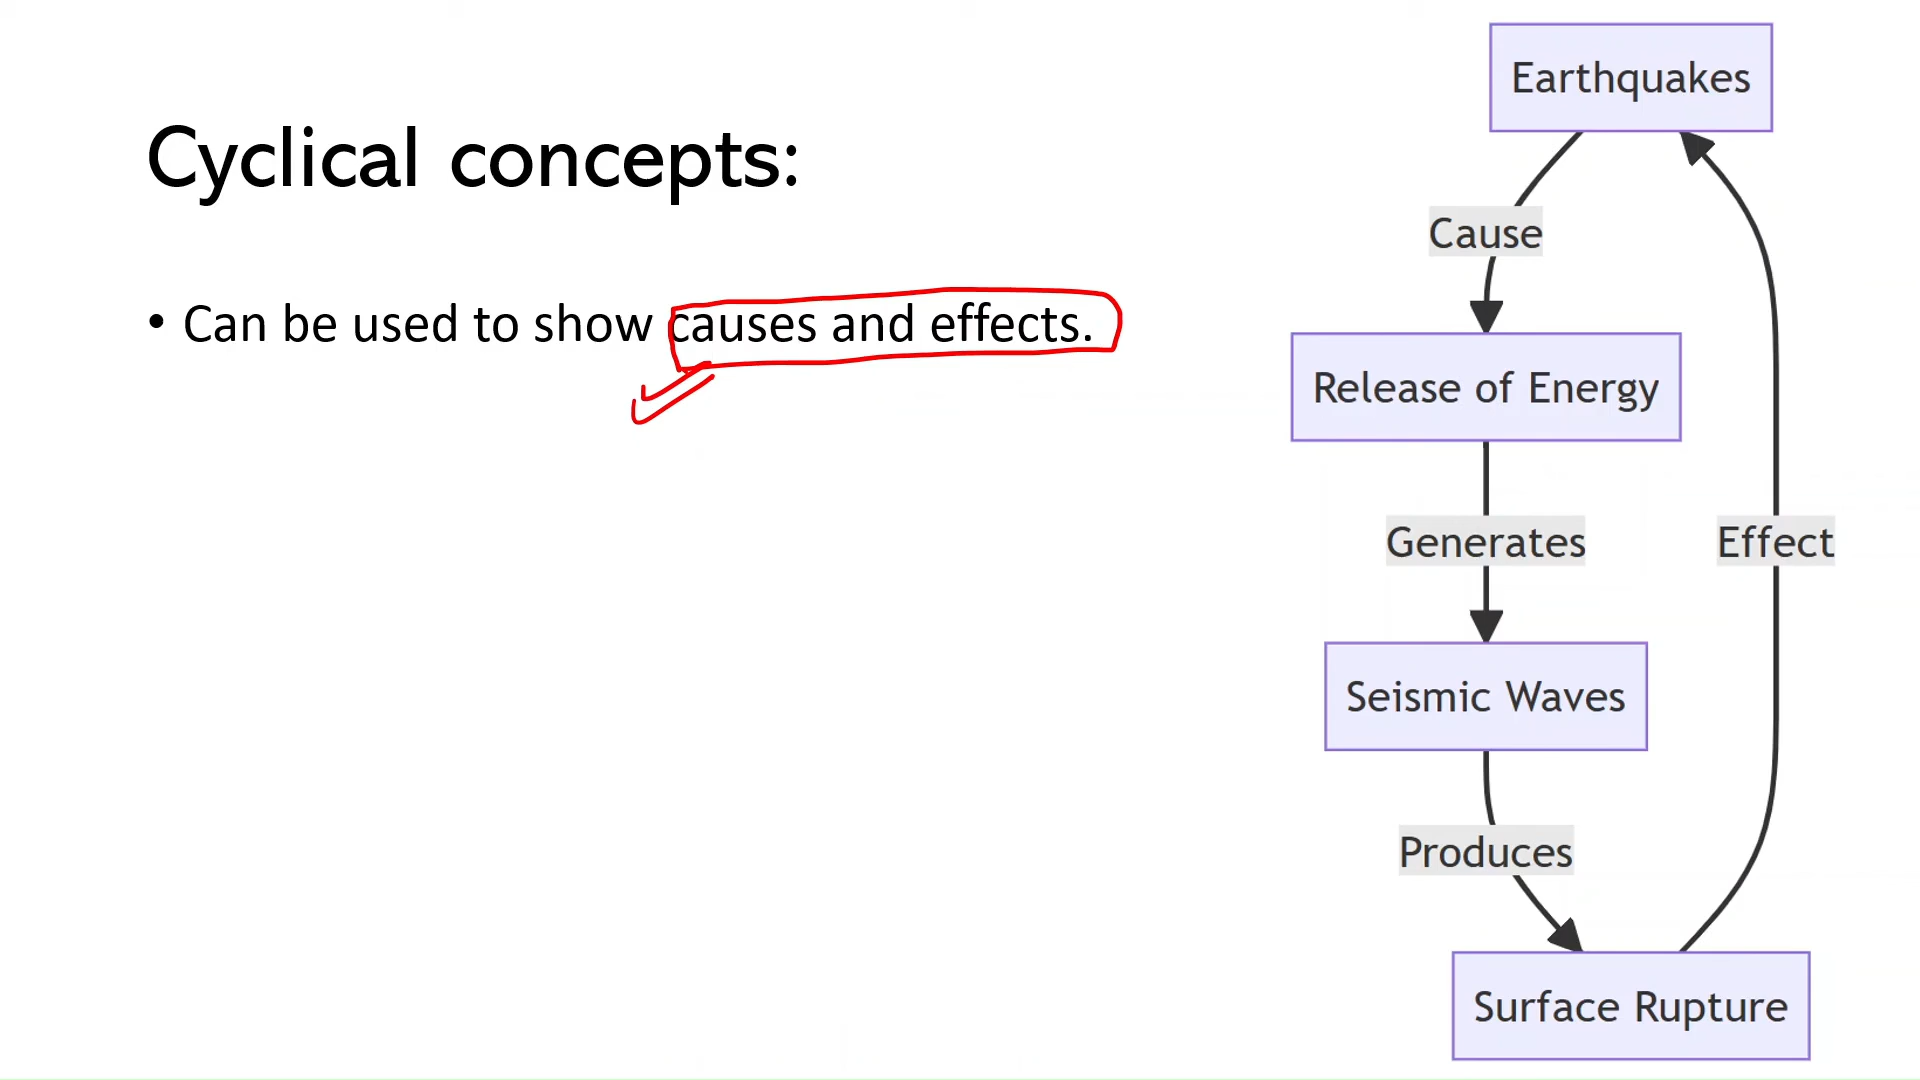 Cyclical concepts:
• Can be used to show causes and effects.
Earthquakes
Cause
Release of Energy
Generates
Effect
Seismic Waves
Produces
Surface Rupture